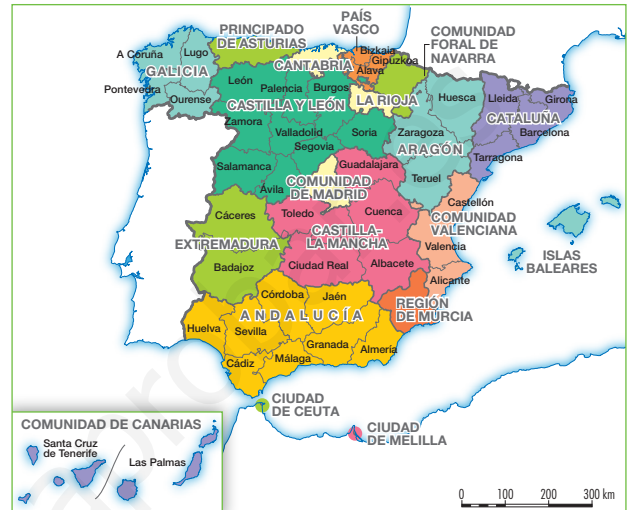 PRINCIPADO
DE ASTURIAS
PAÍS
VASCO
COMUNIDAD
FORAL DE
NAVARRA
A Coruña
Lugo
GALICIA
Pontevedra
Ourense
CANTABRIA
Bizkaia
Gipuzkoa
Álava
León
Palencia
Burgos
CASTILLA Y LEÓN
Zamora
Valladolid
Segovia
Soria
Salamanca
Ávila
LA RIOJA
Huesca
Zaragoza
ARAGÓN
Teruel
Lleida
Girona
CATALUÑA
Barcelona
Tarragona
COMUNIDAD
DE MADRID
Guadalajara
Toledo
Cuenca
CASTILLA-
LA MANCHA
Ciudad Real
Albacete
Castellón
COMUNIDAD
VALENCIANA
Valencia
Alicante
ISLAS
BALEARES
Cáceres
EXTREMADURA
Badajoz
REGIÓN
DE MURCIA
Córdoba
Jaén
ANDALUCÍA
Huelva
Sevilla
Granada
Almería
Málaga
Cádiz
CIUDAD
DE CEUTA
CIUDAD
DE MELILLA
COMUNIDAD DE CANARIAS
Santa Cruz
de Tenerife
Las Palmas
0 100 200 300 km